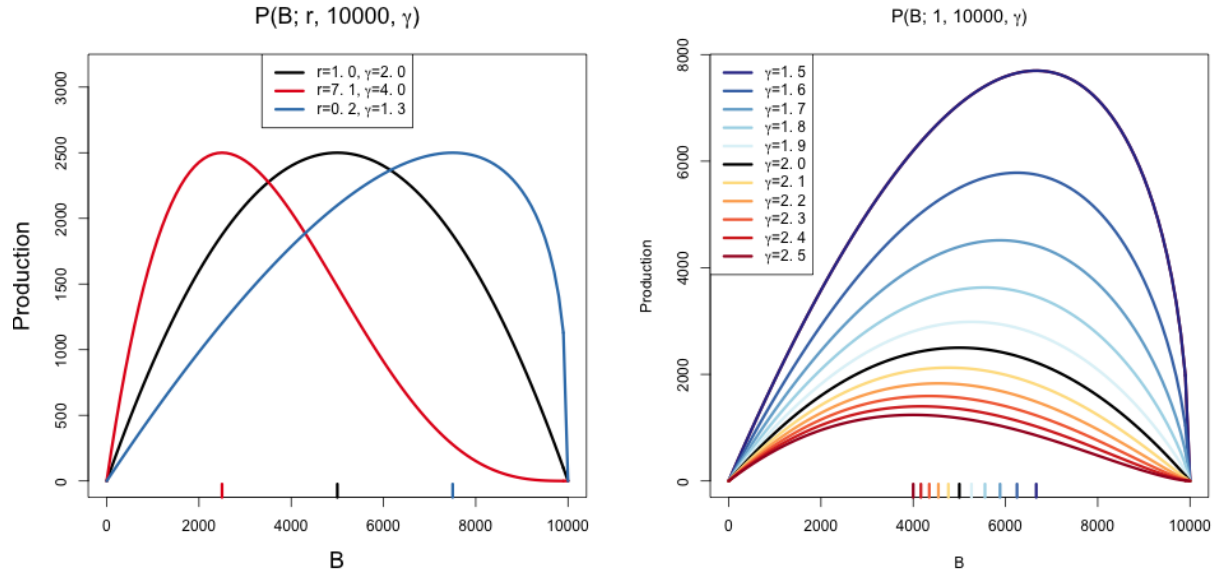 P(B; r, 10000, γ)
r=1. 0, γ=2. 0
r=7. 1, γ=4. 0
r=0. 2, γ=1. 3
Production
0
500
1000
1500
2000
2500
3000
0
2000
4000
6000
8000
10000
B
P(B; 1, 10000, γ)
γ=1. 5
γ=1. 6
γ=1. 7
γ=1. 8
γ=1. 9
γ=2. 0
γ=2. 1
γ=2. 2
γ=2. 3
γ=2. 4
γ=2. 5
Production
0
2000
4000
6000
8000
0
2000
4000
6000
8000
10000
B